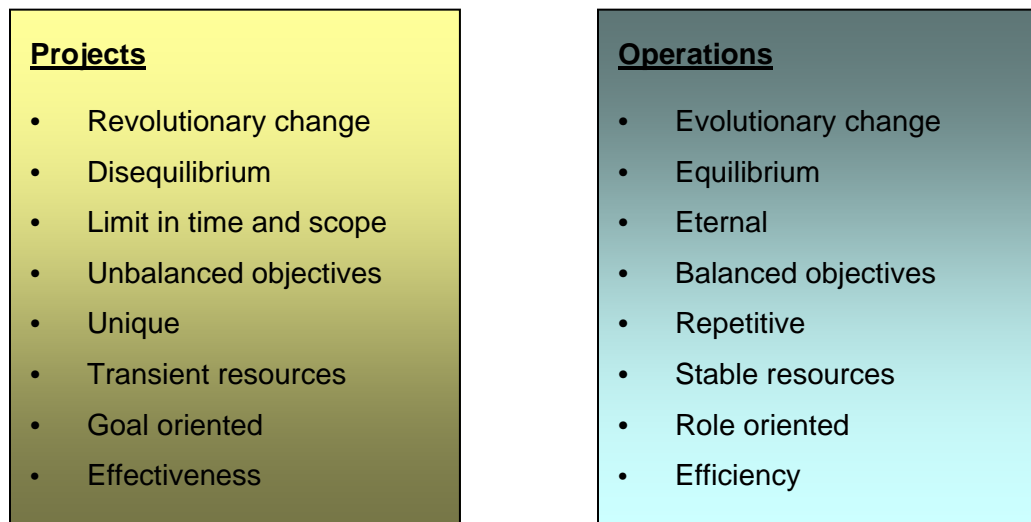 Projects
• Revolutionary change
• Disequilibrium
• Limit in time and scope
• Unbalanced objectives
• Unique
• Transient resources
• Goal oriented
• Effectiveness
Operations
• Evolutionary change
• Equilibrium
• Eternal
• Balanced objectives
• Repetitive
• Stable resources
• Role oriented
• Efficiency